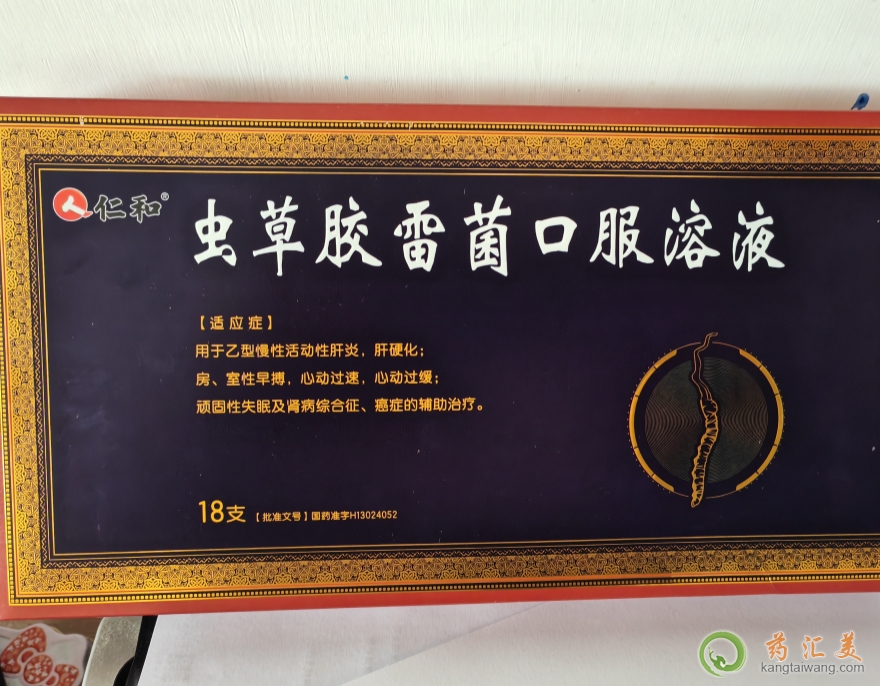 仁和®
虫草胶雷菌口服溶液
【适应症】
用于乙型慢性活动性肝炎，肝硬化；
房、室性早搏，心动过速，心动过缓；
顽固性失眠及肾病综合征、癌症的辅助治疗。
18支 【批准文号】国药准字H13024052
药汇美
kangtaiwang.com